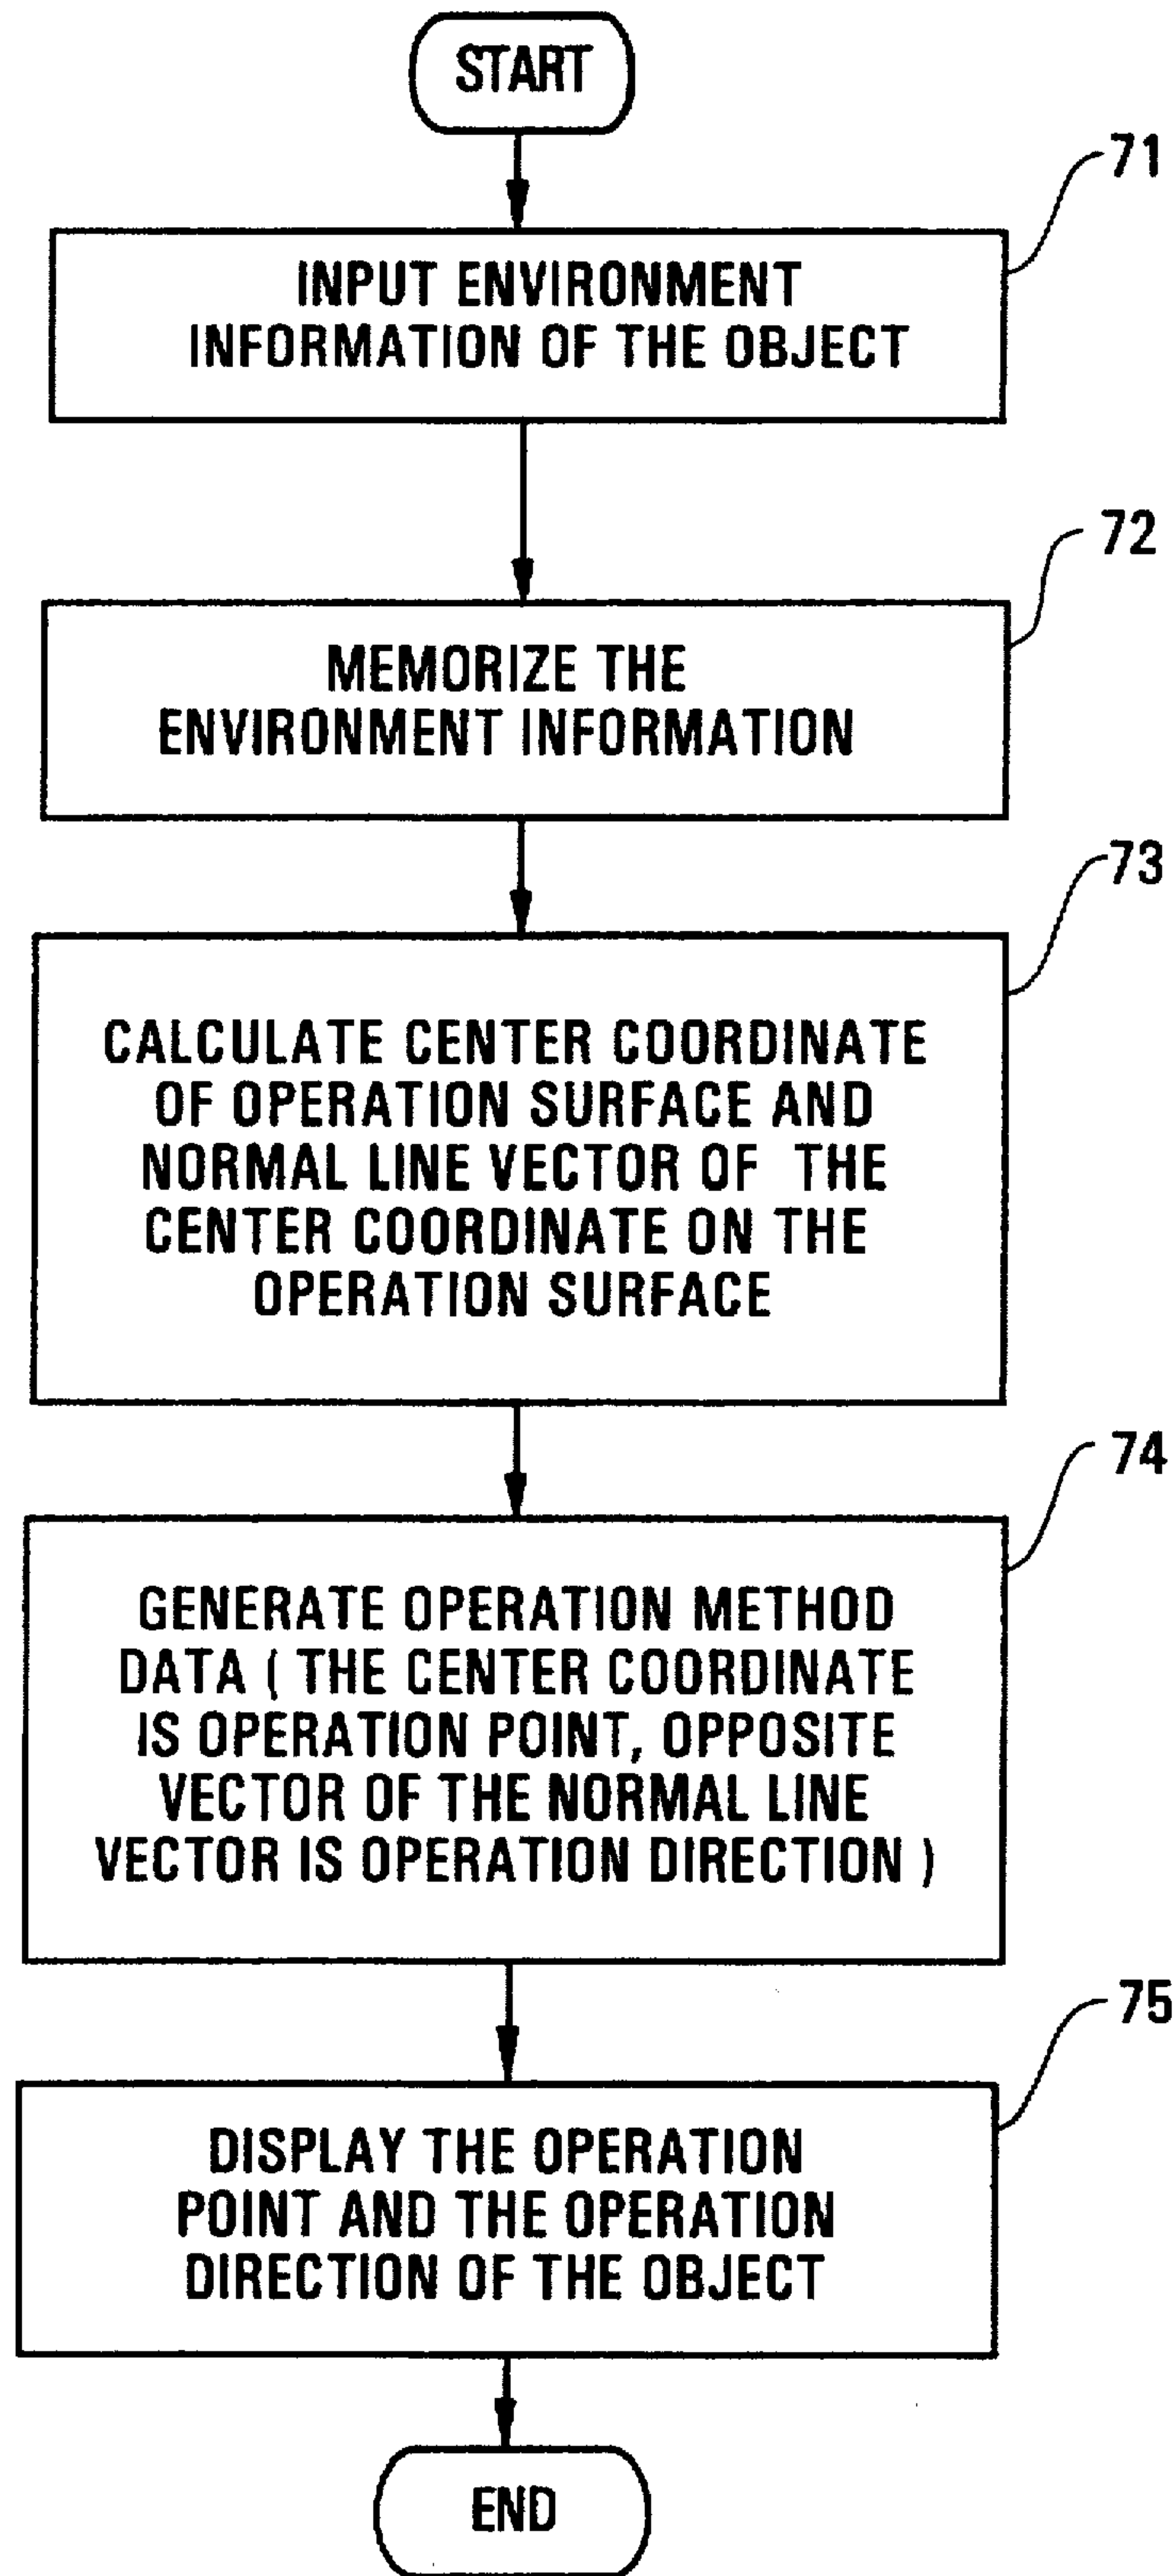 START
71
INPUT ENVIRONMENT
INFORMATION OF THE OBJECT
72
MEMORIZE THE
ENVIRONMENT INFORMATION
73
CALCULATE CENTER COORDINATE
OF OPERATION SURFACE AND
NORMAL LINE VECTOR OF THE
CENTER COORDINATE ON THE
OPERATION SURFACE
74
GENERATE OPERATION METHOD
DATA ( THE CENTER COORDINATE
IS OPERATION POINT, OPPOSITE
VECTOR OF THE NORMAL LINE
VECTOR IS OPERATION DIRECTION )
75
DISPLAY THE OPERATION
POINT AND THE OPERATION
DIRECTION OF THE OBJECT
END